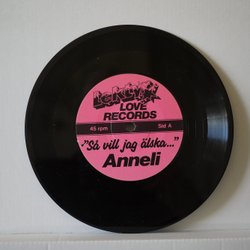 LOVE
RECORDS
45 rpm Sid A
"Så vill jag älska..."
Anneli